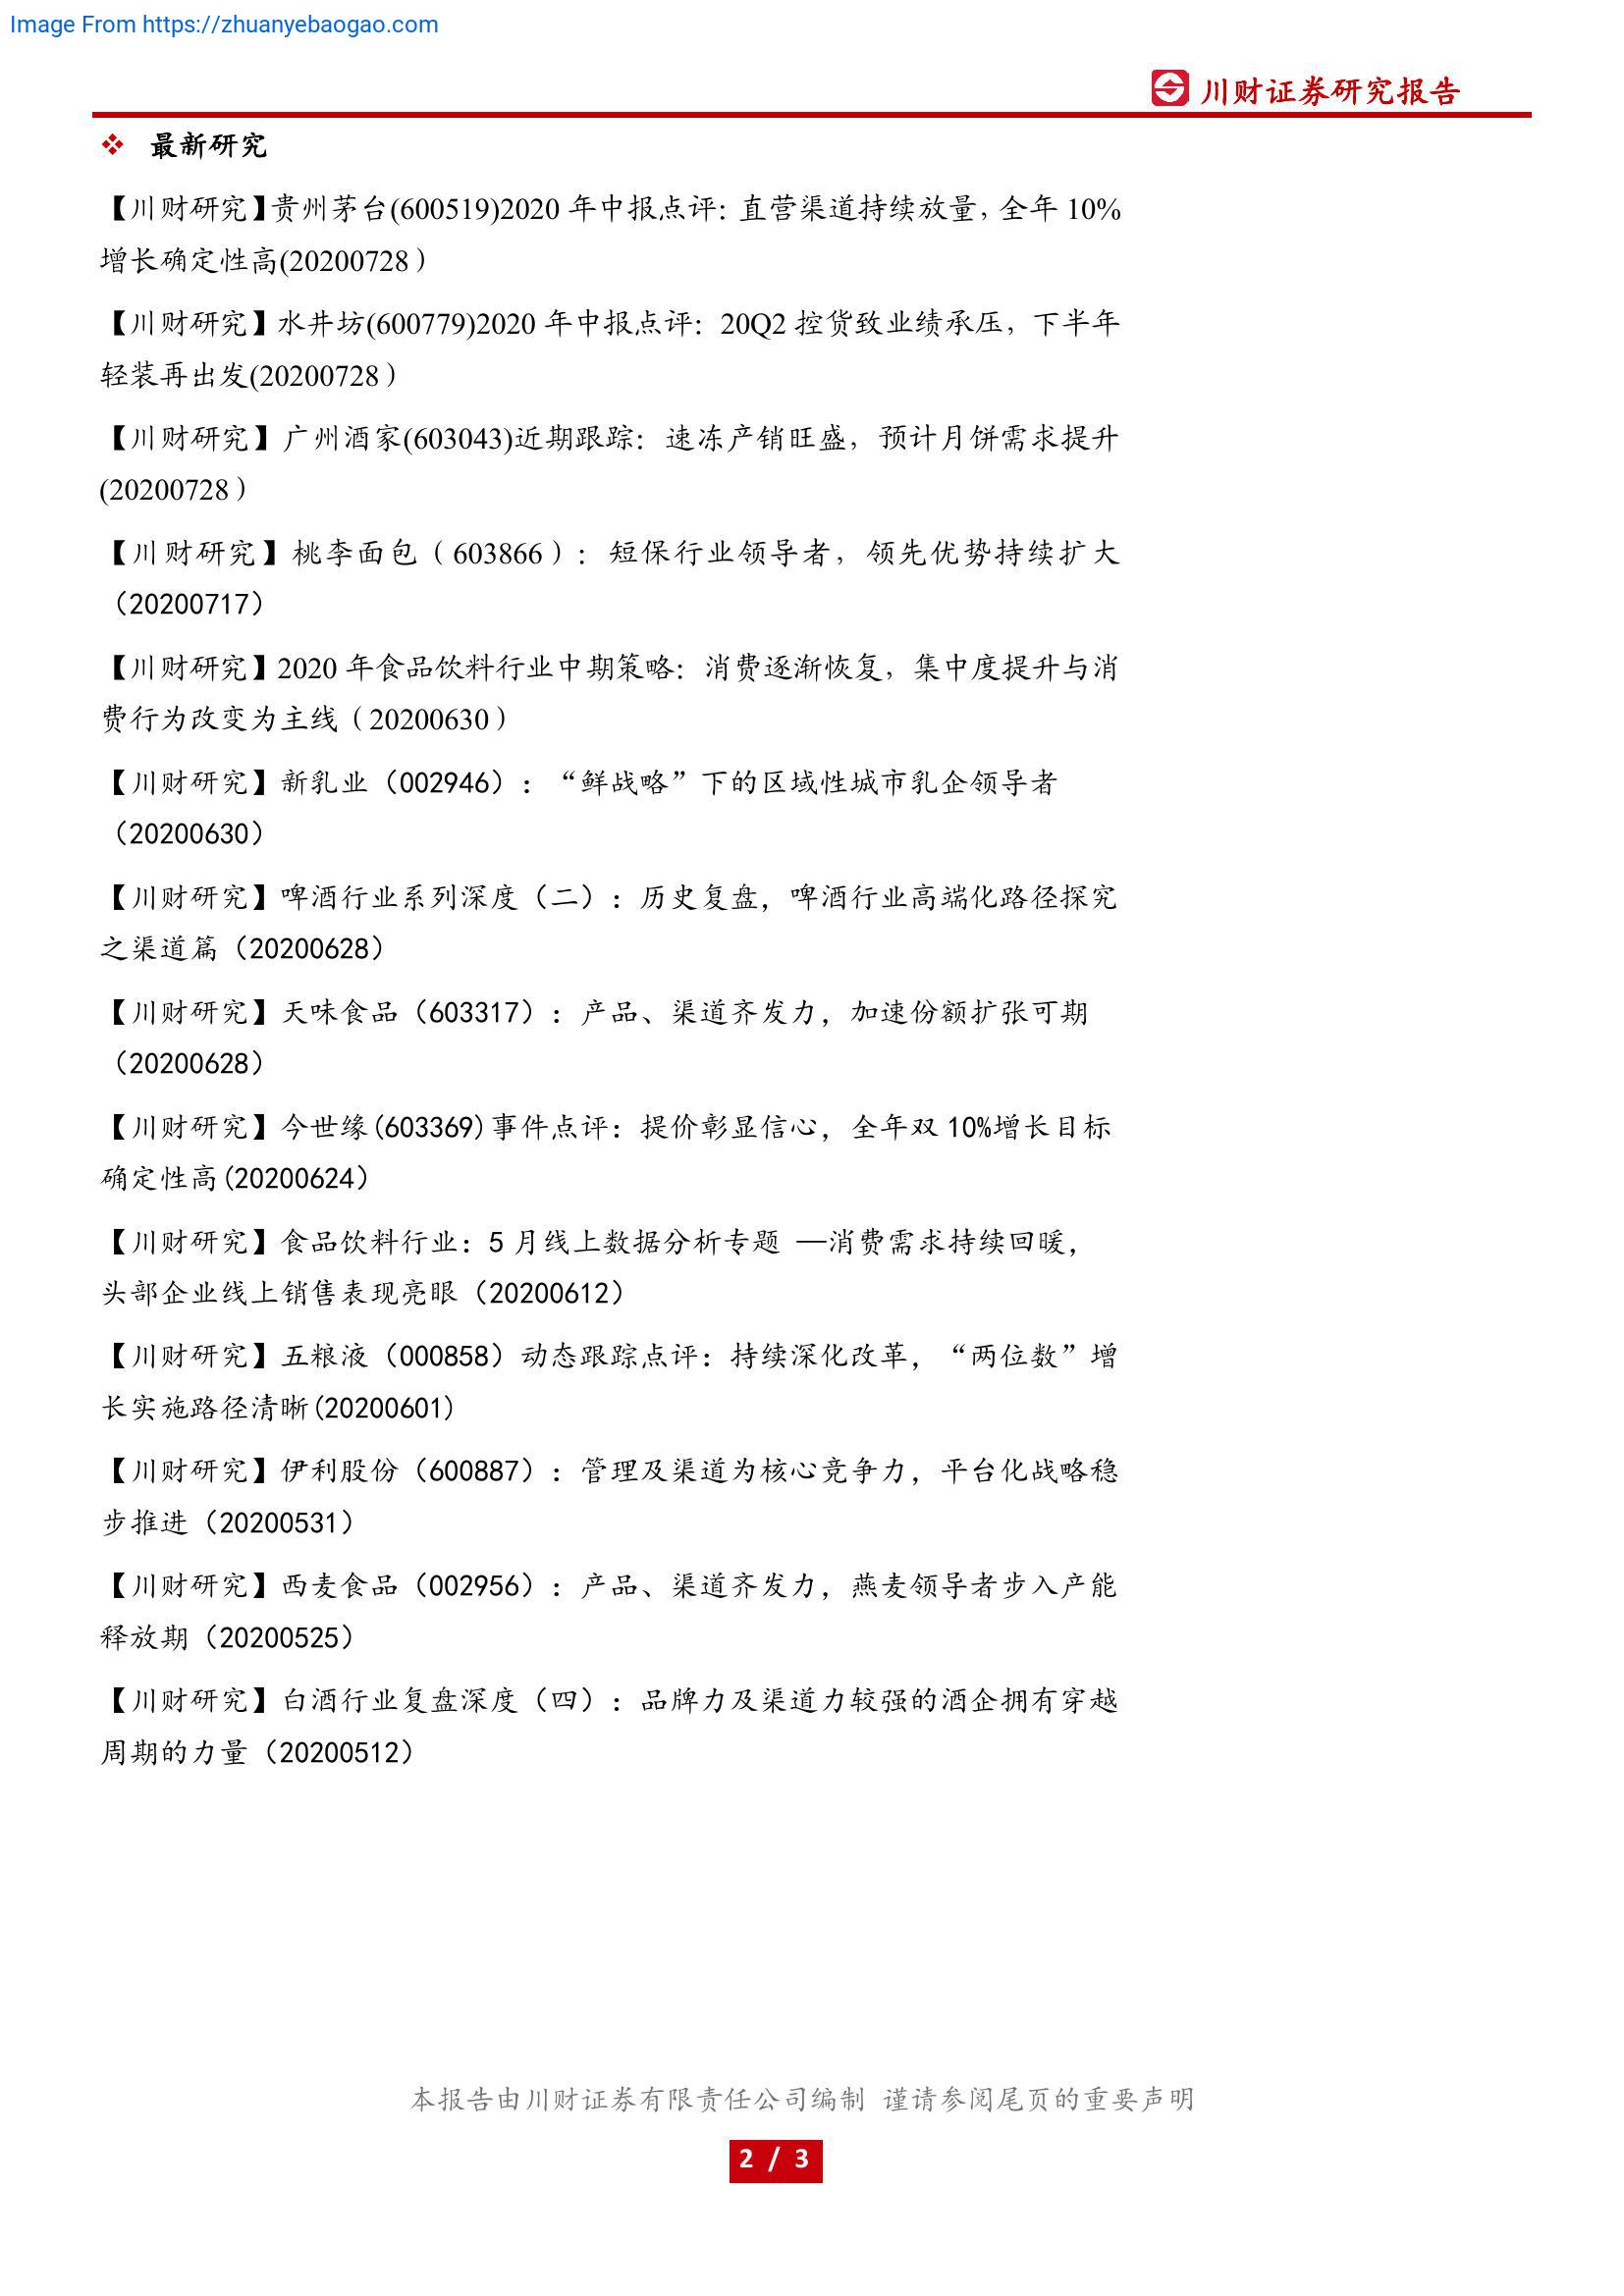 Image From https://zhuanyebaogao.com
川财证券研究报告
❖ 最新研究
【川财研究】贵州茅台(600519)2020 年中报点评：直营渠道持续放量，全年 10%
增长确定性高(20200728）
【川财研究】水井坊(600779)2020 年中报点评：20Q2 控货致业绩承压，下半年
轻装再出发(20200728）
【川财研究】广州酒家(603043)近期跟踪：速冻产销旺盛，预计月饼需求提升
(20200728）
【川财研究】桃李面包（603866）：短保行业领导者，领先优势持续扩大
（20200717）
【川财研究】2020 年食品饮料行业中期策略：消费逐渐恢复，集中度提升与消
费行为改变为主线（20200630）
【川财研究】新乳业（002946）：“鲜战略”下的区域性城市乳企领导者
（20200630）
【川财研究】啤酒行业系列深度（二）：历史复盘，啤酒行业高端化路径探究
之渠道篇（20200628）
【川财研究】天味食品（603317）：产品、渠道齐发力，加速份额扩张可期
（20200628）
【川财研究】今世缘(603369)事件点评：提价彰显信心，全年双 10%增长目标
确定性高(20200624）
【川财研究】食品饮料行业：5 月线上数据分析专题 —消费需求持续回暖，
头部企业线上销售表现亮眼（20200612）
【川财研究】五粮液（000858）动态跟踪点评：持续深化改革，“两位数”增
长实施路径清晰(20200601)
【川财研究】伊利股份（600887）：管理及渠道为核心竞争力，平台化战略稳
步推进（20200531）
【川财研究】西麦食品（002956）：产品、渠道齐发力，燕麦领导者步入产能
释放期（20200525）
【川财研究】白酒行业复盘深度（四）：品牌力及渠道力较强的酒企拥有穿越
周期的力量（20200512）
本报告由川财证券有限责任公司编制 谨请参阅尾页的重要声明
2 / 3